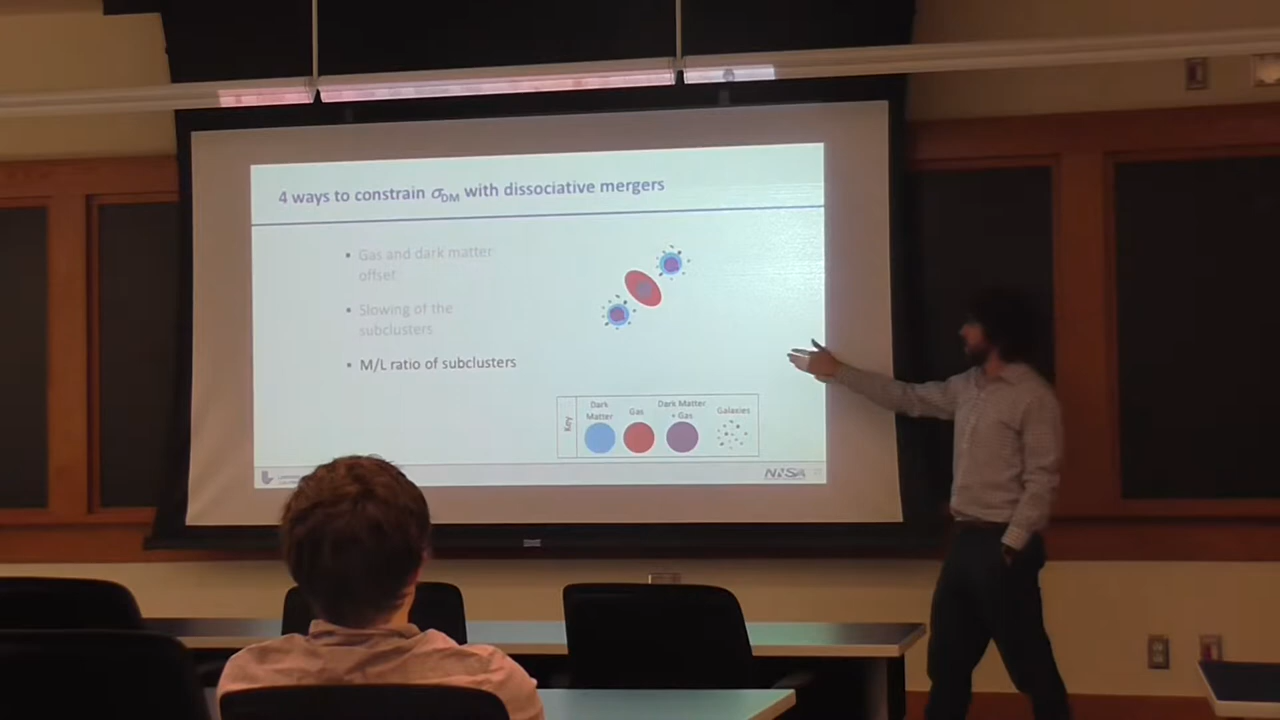 4 ways to constrain σDM with dissociative mergers
▪ Gas and dark matter
offset
▪ Slowing of the
subclusters
▪ M/L ratio of subclusters
Key
Dark
Matter
Gas
Dark Matter
+ Gas
Galaxies
NNSA